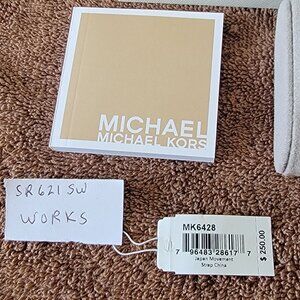 MICHAEL
MICHAEL KORS
SR621SW
WORKS
MK6428
7 96483 28617 7
Japan Movement
Strap China
$ 250.00